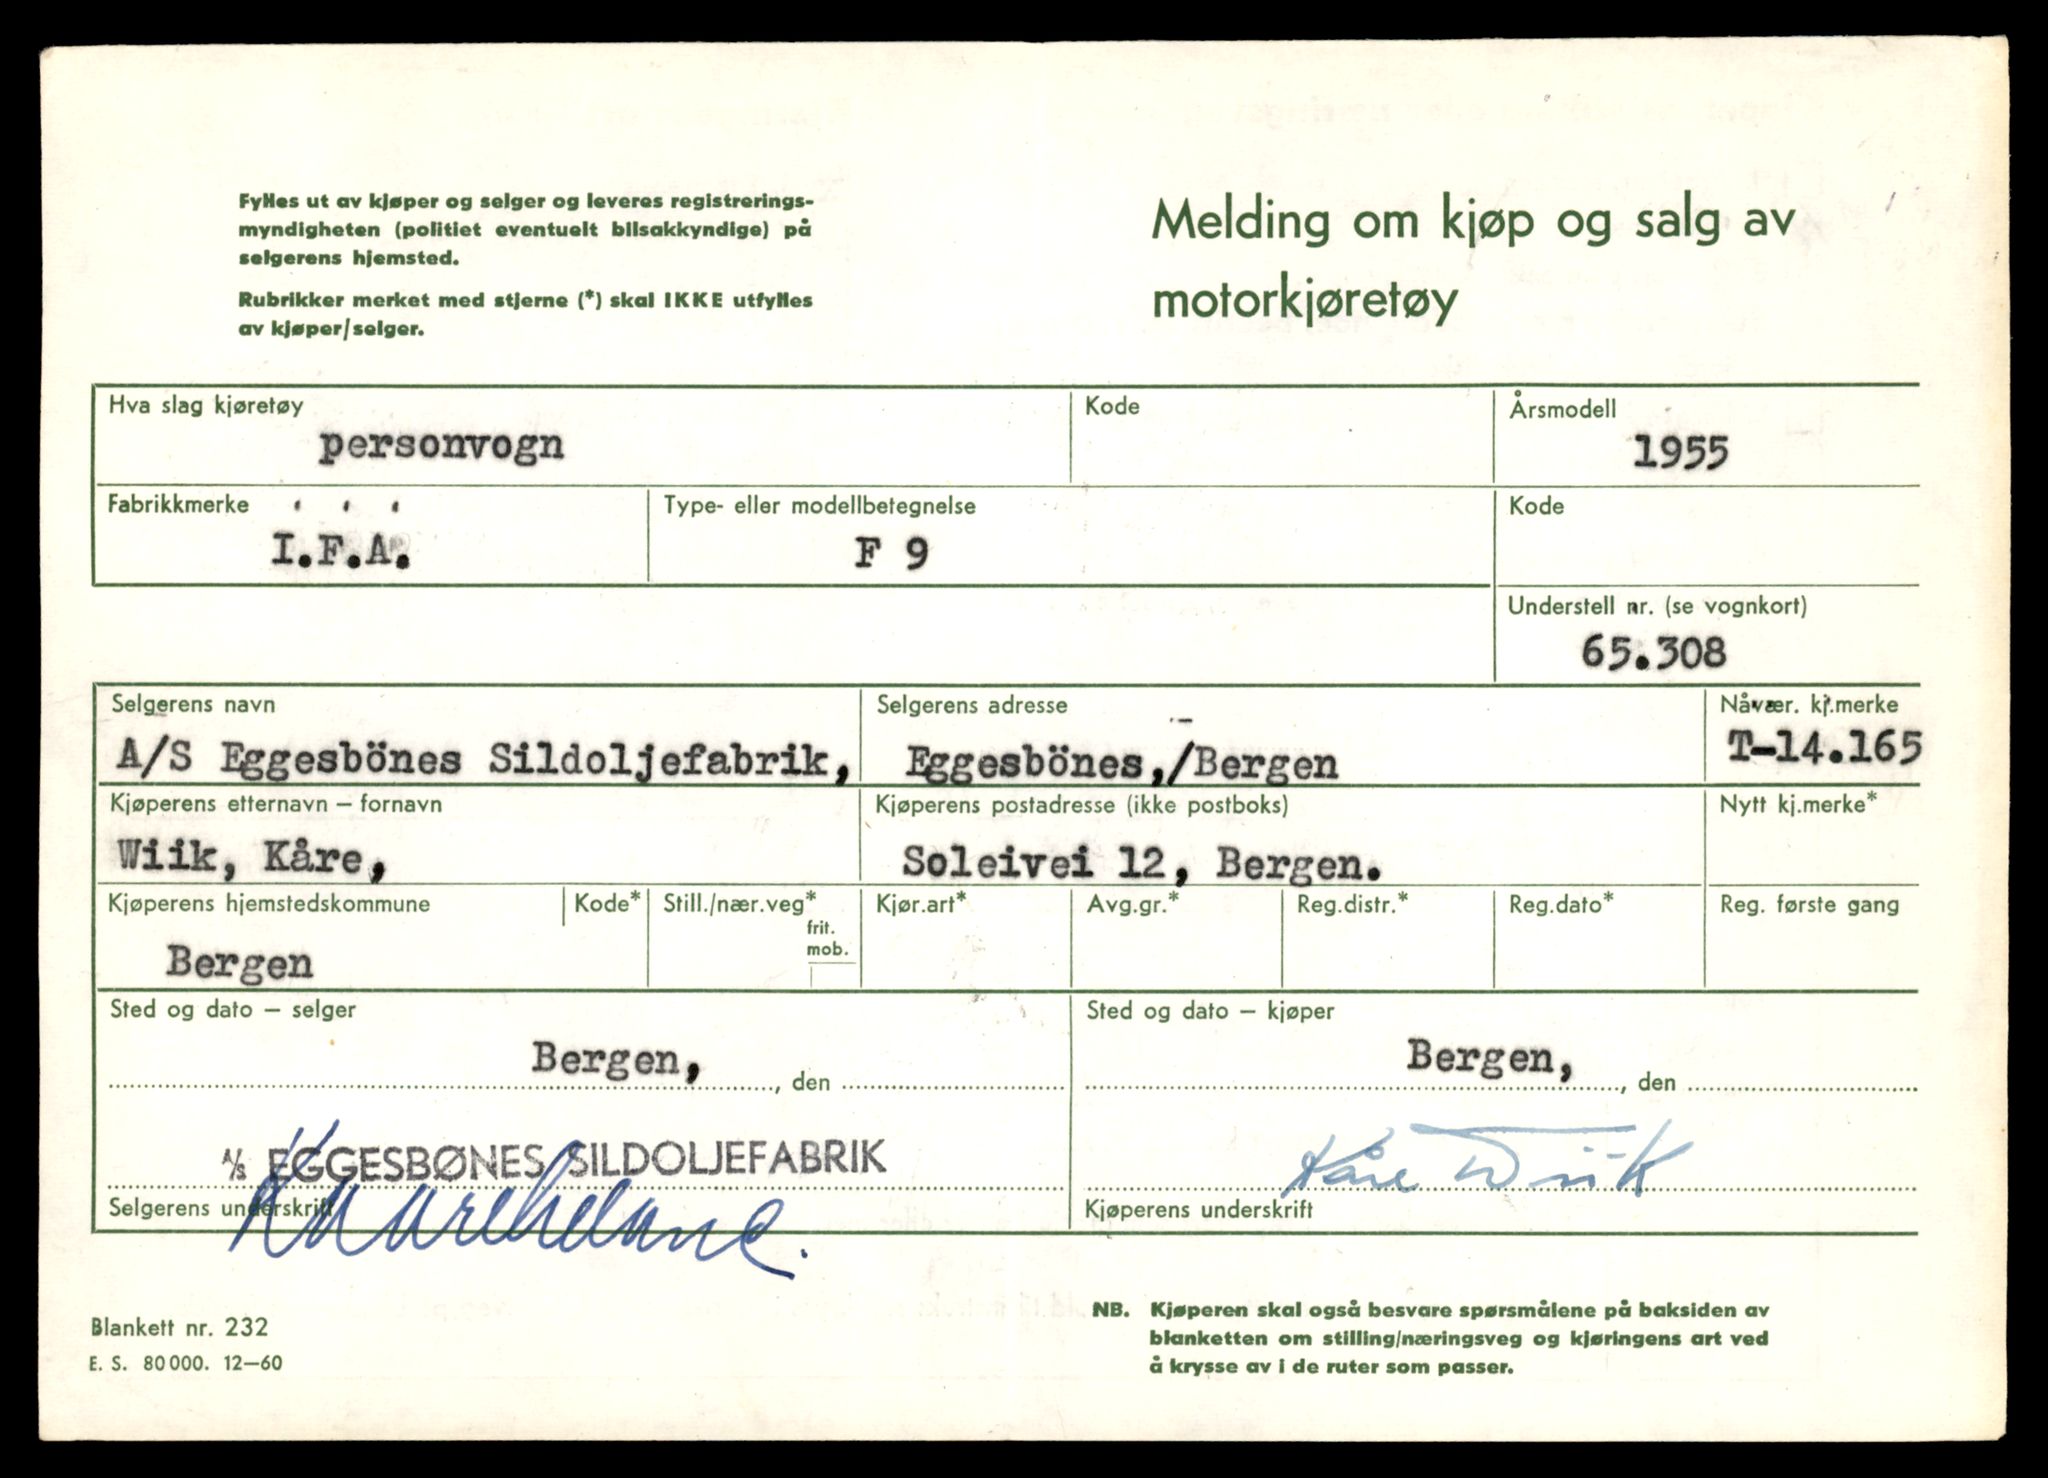 Fylles ut av kjøper og selger og leveres registrerings-
myndigheten (politiet eventuelt bilsakkyndige) på
selgerens hjemsted.
Rubrikker merket med stjerne (*) skal IKKE utfylles
av kjøper/selger.
Melding om kjøp og salg av
motorkjøretøy
Hva slag kjøretøy
personvogn
Kode
Årsmodell
1955
Fabrikkmerke
I.F.A.
Type- eller modellbetegnelse
F 9
Kode
Understell nr. (se vognkort)
65.308
Selgerens navn
A/S Eggesbönes Sildoljefabrik,
Selgerens adresse
Eggesbönes,/Bergen
Nåvær. kj.merke
T-14.165
Kjøperens etternavn – fornavn
Wiik, Kåre,
Kjøperens postadresse (ikke postboks)
Soleivei 12, Bergen.
Nytt kj.merke*
Kjøperens hjemstedskommune
Bergen
Kode*
Still./nær.veg*
frit.
mob.
Kjør.art*
Avg.gr.*
Reg.distr.*
Reg.dato*
Reg. første gang
Sted og dato – selger
Bergen, , den
Sted og dato – kjøper
Bergen, , den
A/S EGGESBØNES SILDOLJEFABRIK
Selgerens underskrift
Kåre Wiik
Kjøperens underskrift
Blankett nr. 232
E. S. 80 000. 12–60
NB. Kjøperen skal også besvare spørsmålene på baksiden av
blanketten om stilling/næringsveg og kjøringens art ved
å krysse av i de ruter som passer.